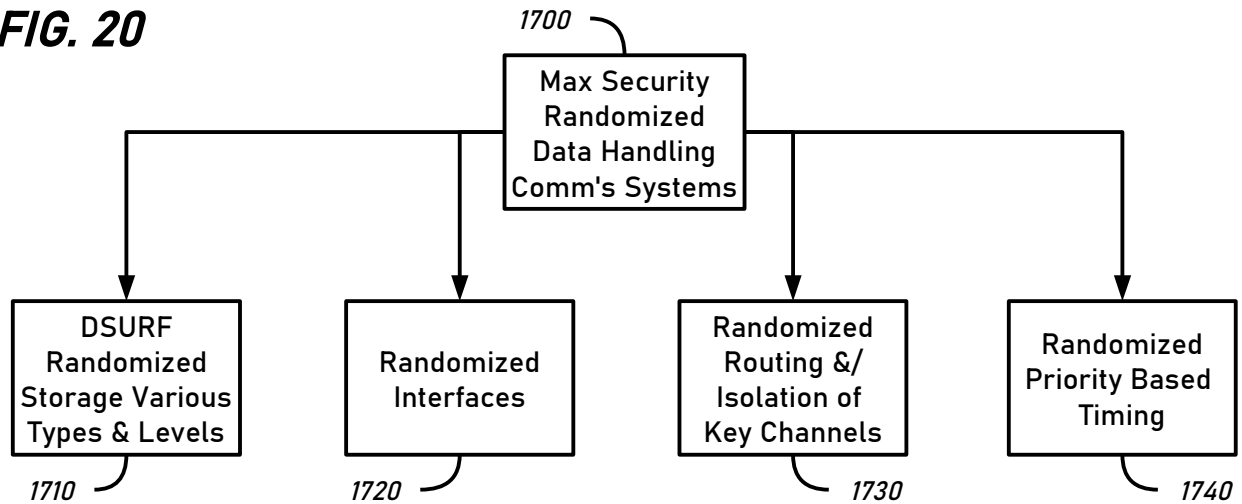 FIG. 20
1700
Max Security
Randomized
Data Handling
Comm's Systems
DSURF
Randomized
Storage Various
Types & Levels
1710
Randomized
Interfaces
1720
Randomized
Routing &/
Isolation of
Key Channels
1730
Randomized
Priority Based
Timing
1740